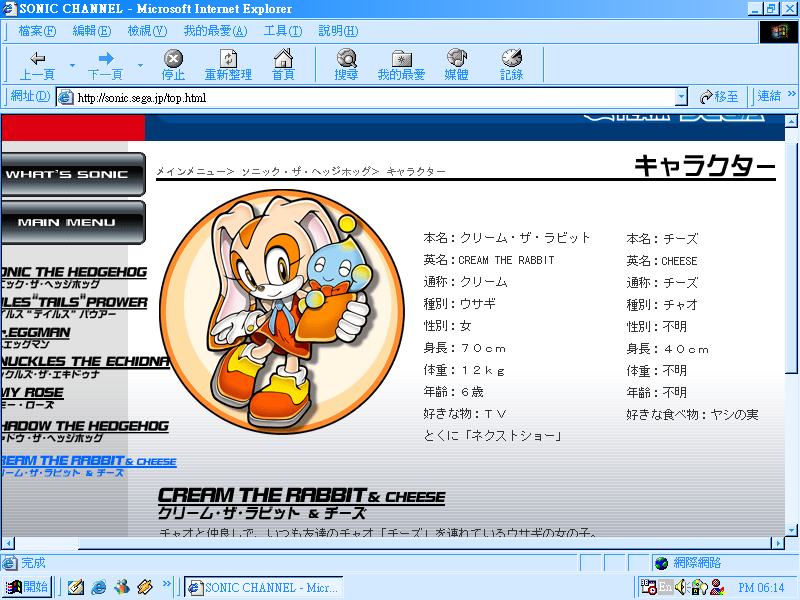 SONIC CHANNEL - Microsoft Internet Explorer
檔案(F) 編輯(E) 檢視(V) 我的最愛(A) 工具(T) 說明(H)
上一頁 下一頁 停止 重新整理 首頁 搜尋 我的最愛 媒體 記錄
網址(D) http://sonic.sega.jp/top.html 移至 連結 »
キャラクター
メインメニュー> ソニック・ザ・ヘッジホッグ> キャラクター
WHAT'S SONIC
MAIN MENU
ONIC THE HEDGEHOG
ニック・ザ・ヘッジホッグ
ILES"TAILS"PROWER
イルス "テイルス" パウアー
r.EGGMAN
エッグマン
NUCKLES THE ECHIDNA
ックルズ・ザ・エキドゥナ
MY ROSE
ミー・ローズ
HADOW THE HEDGEHOG
ャドウ・ザ・ヘッジホッグ
REAM THE RABBIT & CHEESE
リーム・ザ・ラビット & チーズ
本名：クリーム・ザ・ラビット
英名：CREAM THE RABBIT
通称：クリーム
種別：ウサギ
性別：女
身長：７０ｃｍ
体重：１２ｋｇ
年齢：６歳
好きな物：ＴＶ
とくに「ネクストショー」
本名：チーズ
英名：CHEESE
通称：チーズ
種別：チャオ
性別：不明
身長：４０ｃｍ
体重：不明
年齢：不明
好きな食べ物：ヤシの実
CREAM THE RABBIT & CHEESE
クリーム・ザ・ラビット & チーズ
チャオと仲良しで、いつも友達のチャオ「チーズ」を連れているウサギの女の子。
完成 網際網路
開始 » SONIC CHANNEL - Micr... En PM 06:14